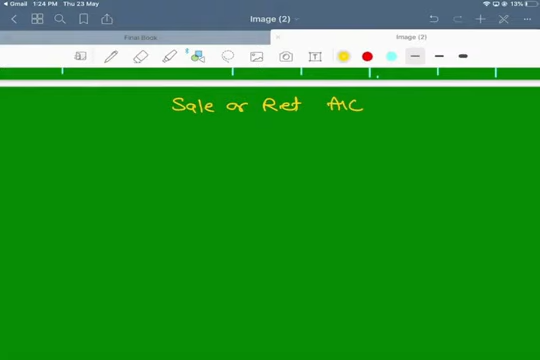 Gmail 1:24 PM Thu 23 May 13%
Image (2)
Final Book
Image (2)
Sale or Ret A/C